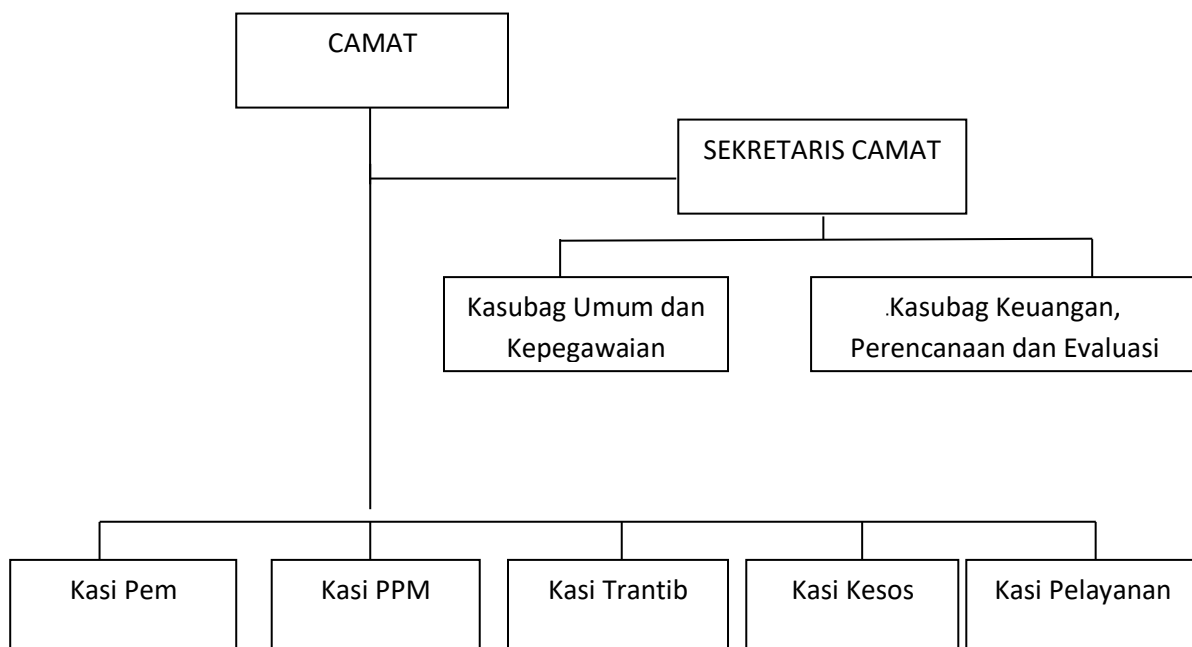 CAMAT
SEKRETARIS CAMAT
Kasubag Umum dan
Kepegawaian
.Kasubag Keuangan,
Perencanaan dan Evaluasi
Kasi Pem
Kasi PPM
Kasi Trantib
Kasi Kesos
Kasi Pelayanan